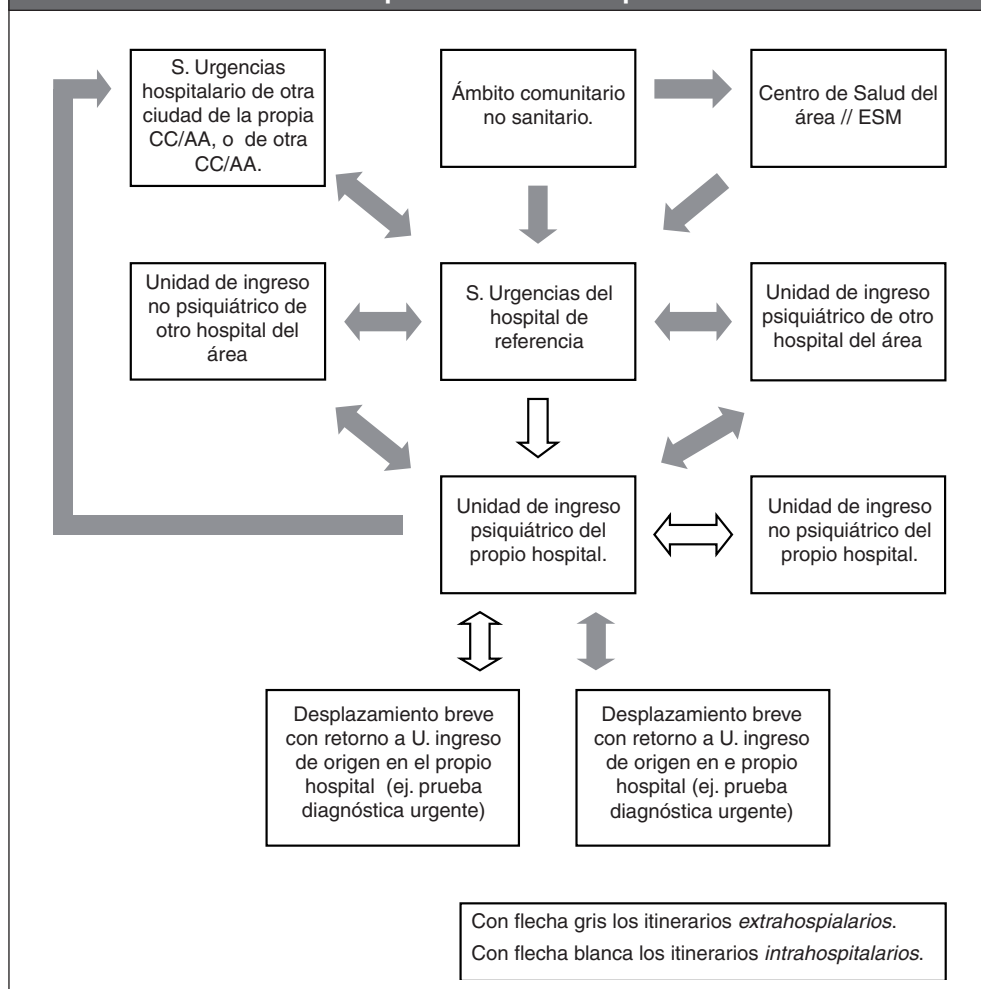 S. Urgencias
hospitalario de otra
ciudad de la propia
CC/AA, o  de otra
CC/AA.
Ámbito comunitario
no sanitario.
Centro de Salud del
área // ESM
Unidad de ingreso
no psiquiátrico de
otro hospital del
área
S. Urgencias del
hospital de
referencia
Unidad de ingreso
psiquiátrico de otro
hospital del área
Unidad de ingreso
psiquiátrico del
propio hospital.
Unidad de ingreso
no psiquiátrico del
propio hospital.
Desplazamiento breve
con retorno a U. ingreso
de origen en el propio
hospital  (ej. prueba
diagnóstica urgente)
Desplazamiento breve
con retorno a U. ingreso
de origen en e propio
hospital (ej. prueba
diagnóstica urgente)
Con flecha gris los itinerarios extrahospialarios.
Con flecha blanca los itinerarios intrahospitalarios.